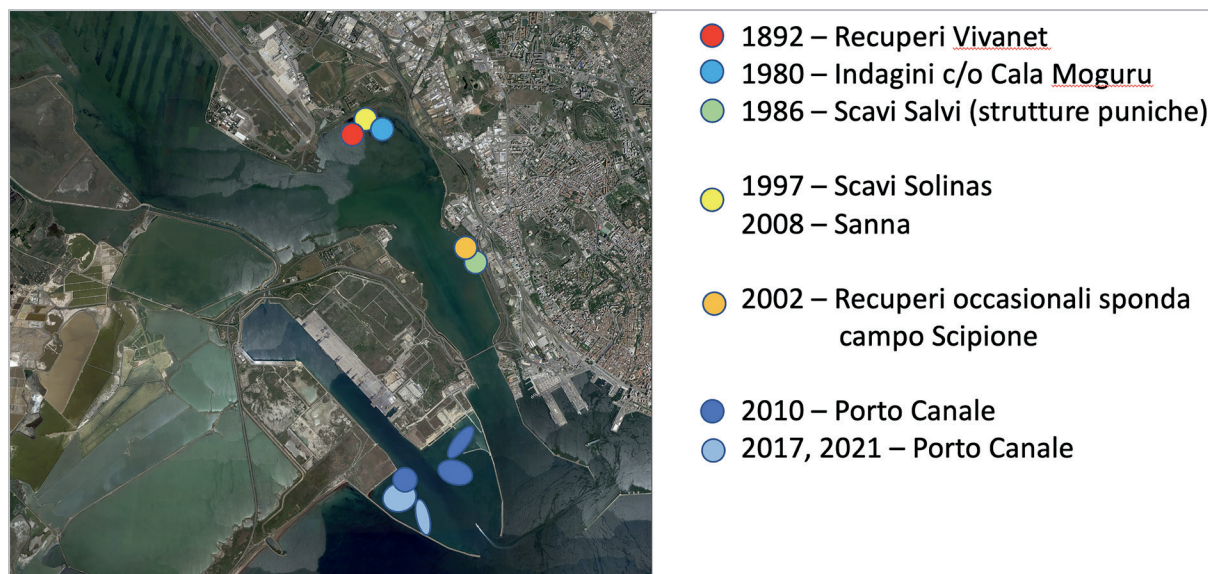 1892 – Recuperi Vivanet
1980 – Indagini c/o Cala Moguru
1986 – Scavi Salvi (strutture puniche)
1997 – Scavi Solinas
2008 – Sanna
2002 – Recuperi occasionali sponda
campo Scipione
2010 – Porto Canale
2017, 2021 – Porto Canale